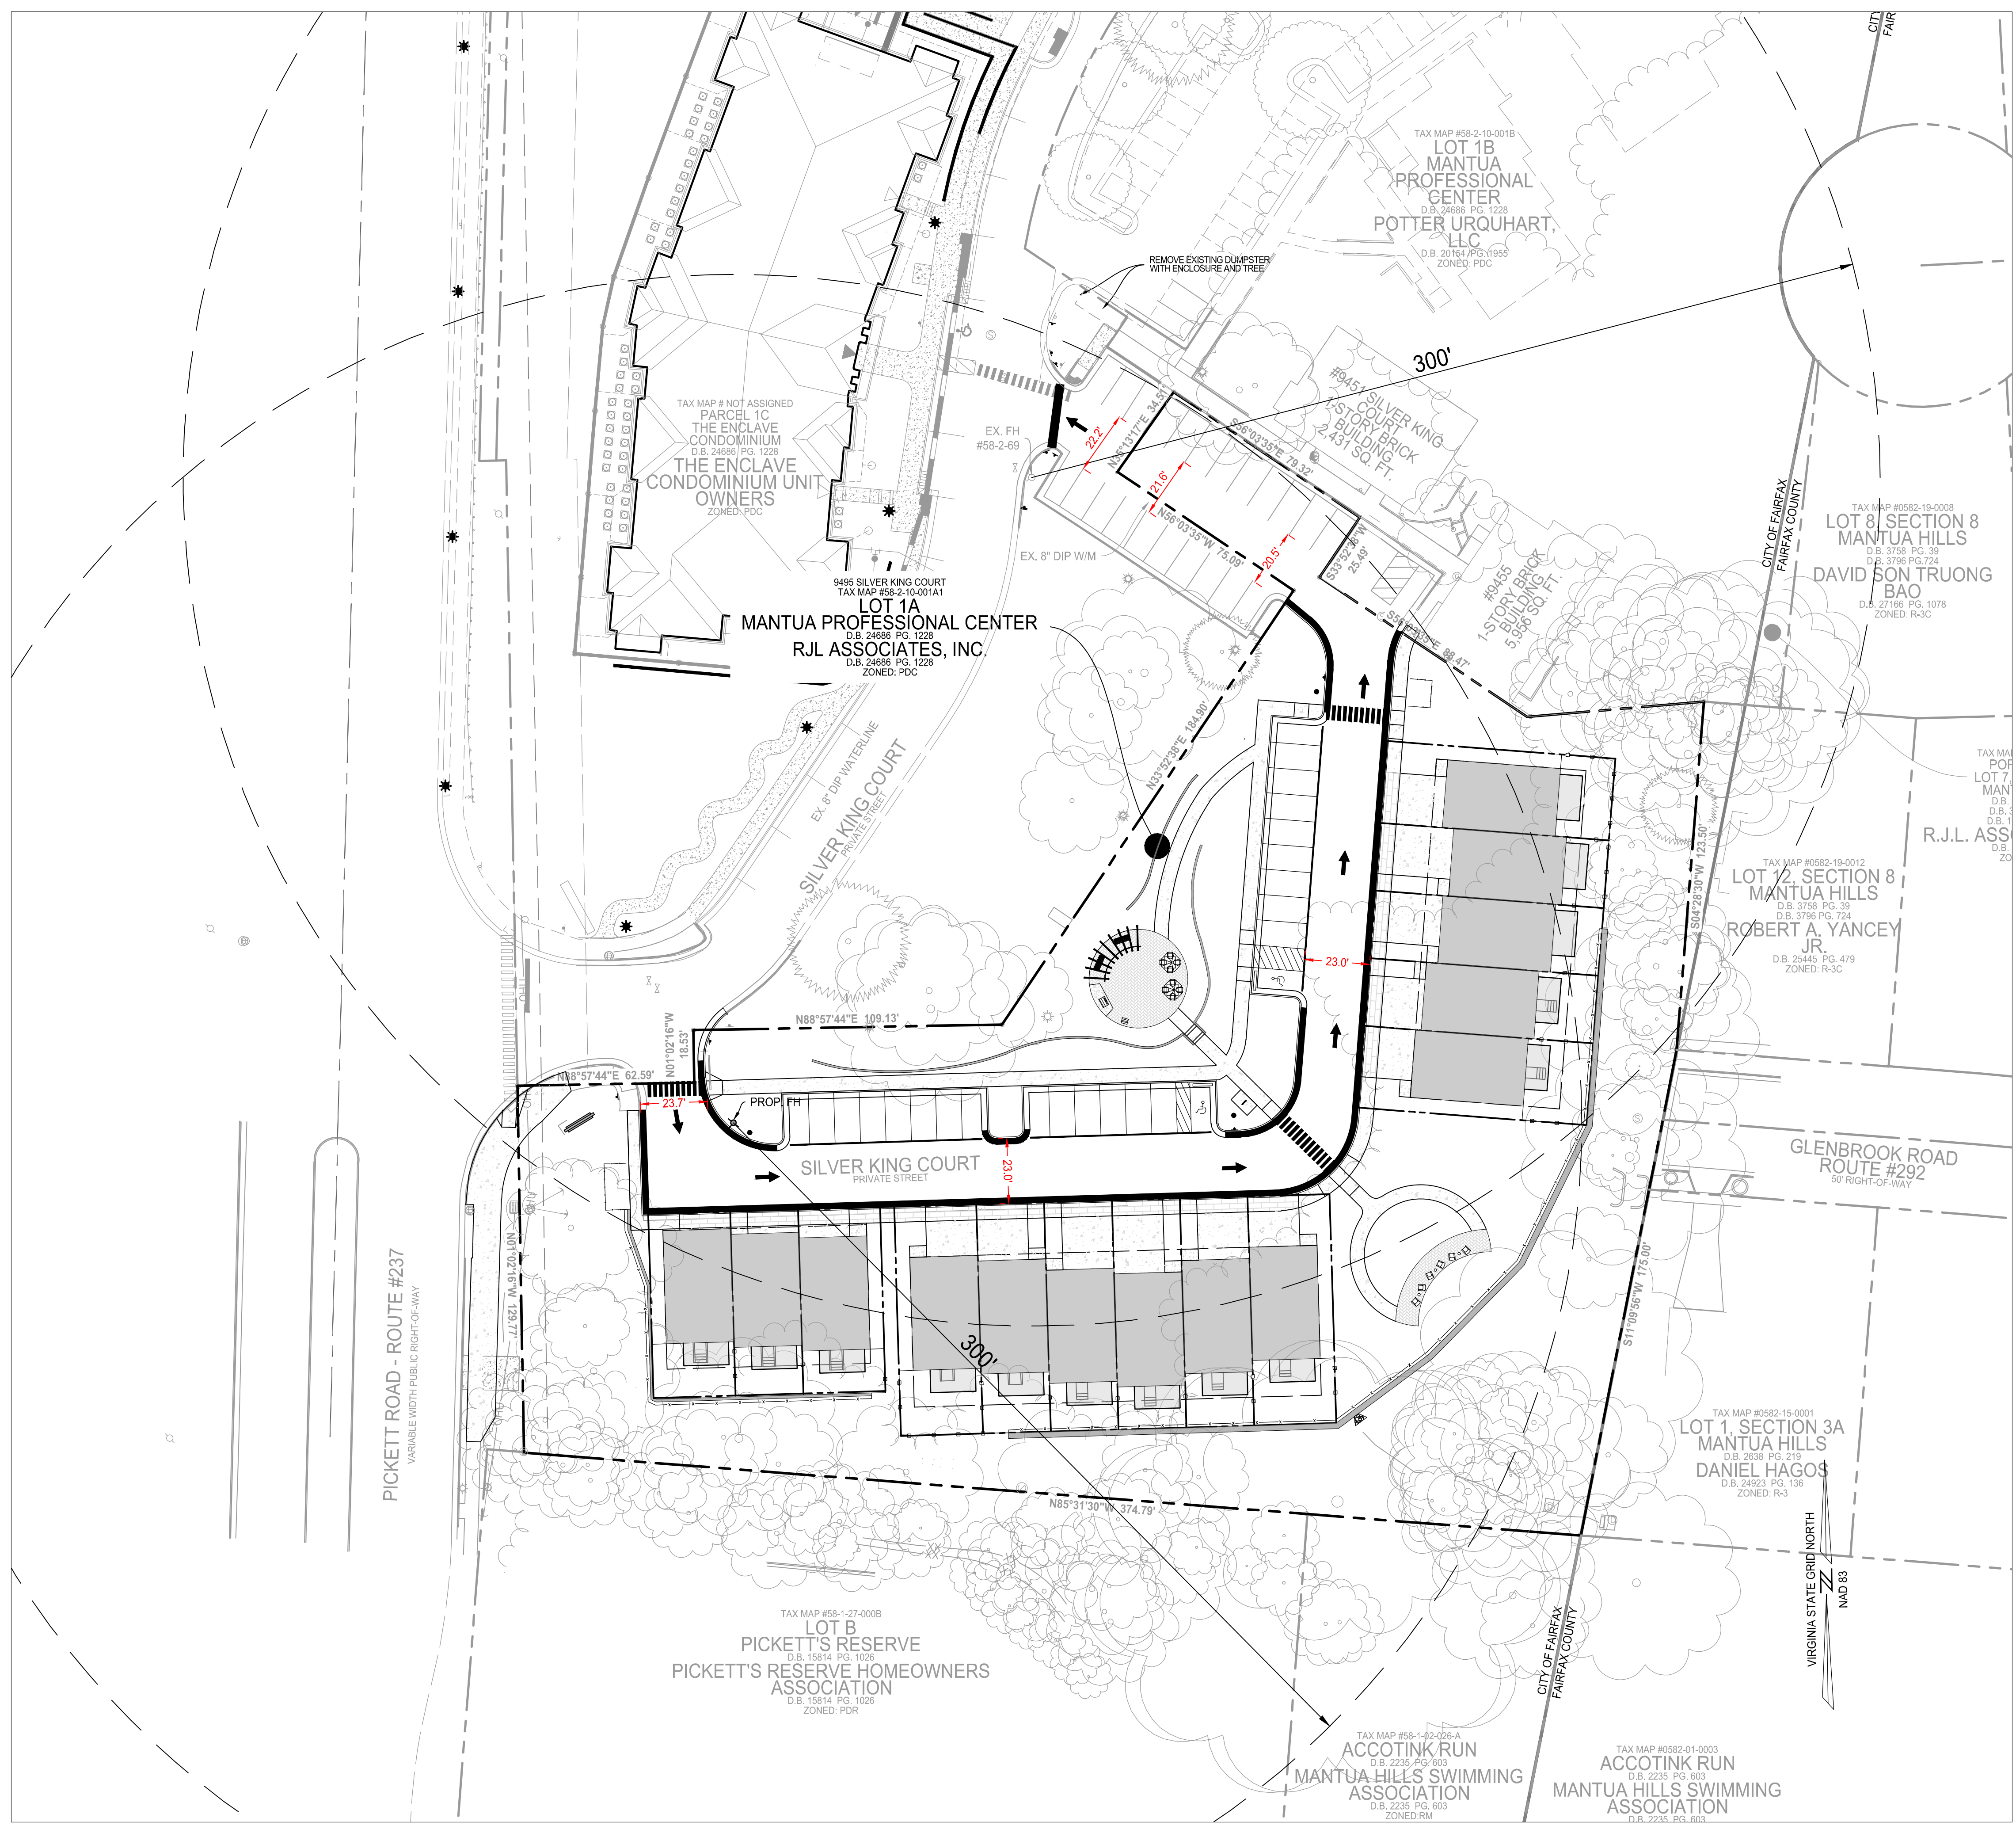 CITY
FAIR
TAX MAP #58-2-10-001B
LOT 1B
MANTUA
PROFESSIONAL
CENTER
D.B. 24686 PG. 1228
POTTER URQUHART,
LLC
D.B. 20154 PG. 1955
ZONED: PDC
REMOVE EXISTING DUMPSTER
WITH ENCLOSURE AND TREE
300'
#9451 SILVER KING
COURT
1-STORY BRICK
BUILDING
2,431 SQ. FT.
TAX MAP # NOT ASSIGNED
PARCEL 1C
THE ENCLAVE
CONDOMINIUM
D.B. 24686 PG. 1228
THE ENCLAVE
CONDOMINIUM UNIT
OWNERS
ZONED: PDC
EX. FH
#58-2-69
22.2'
S56°03'35"E 79.32'
21.6'
N56°03'35"W 75.09'
20.5'
S33°52'38"W
25.49'
EX. 8" DIP W/M
CITY OF FAIRFAX
FAIRFAX COUNTY
TAX MAP #0582-19-0008
LOT 8, SECTION 8
MANTUA HILLS
D.B. 3758 PG. 39
D.B. 3796 PG.724
DAVID SON TRUONG
BAO
D.B. 27166 PG. 1078
ZONED: R-3C
#9455
1-STORY BRICK
BUILDING
5,956 SQ. FT.
9495 SILVER KING COURT
TAX MAP #58-2-10-001A1
LOT 1A
MANTUA PROFESSIONAL CENTER
D.B. 24686 PG. 1228
RJL ASSOCIATES, INC.
D.B. 24686 PG. 1228
ZONED: PDC
N33°52'38"E 184.90'
EX. 8" DIP WATERLINE
SILVER KING COURT
PRIVATE STREET
TAX MA
POR
LOT 7,
MAN
D.B.
D.B. 3
D.B. 1
R.J.L. ASSO
D.B.
ZO
S04°28'30"W 123.50'
TAX MAP #0582-19-0012
LOT 12, SECTION 8
MANTUA HILLS
D.B. 3758 PG. 39
D.B. 3796 PG. 724
ROBERT A. YANCEY
JR.
D.B. 25445 PG. 479
ZONED: R-3C
23.0'
OHU
N88°57'44"E 109.13'
N01°02'16"W
18.53'
N88°57'44"E 62.59'
23.7'
PROP. FH
SILVER KING COURT
PRIVATE STREET
23.0'
GLENBROOK ROAD
ROUTE #292
50' RIGHT-OF-WAY
N01°02'16"W 129.77'
PICKETT ROAD - ROUTE #237
VARIABLE WIDTH PUBLIC RIGHT-OF-WAY
S11°09'56"W 175.00'
300'
TAX MAP #0582-15-0001
LOT 1, SECTION 3A
MANTUA HILLS
D.B. 2638 PG. 219
DANIEL HAGOS
D.B. 24923 PG. 136
ZONED: R-3
N85°31'30"W 374.79'
VIRGINIA STATE GRID NORTH
NAD 83
TAX MAP #58-1-27-000B
LOT B
PICKETT'S RESERVE
D.B. 15814 PG. 1026
PICKETT'S RESERVE HOMEOWNERS
ASSOCIATION
D.B. 15814 PG. 1026
ZONED: PDR
CITY OF FAIRFAX
FAIRFAX COUNTY
TAX MAP #58-1-02-026-A
ACCOTINK RUN
D.B. 2235 PG. 603
MANTUA HILLS SWIMMING
ASSOCIATION
D.B. 2235 PG. 603
ZONED:RM
TAX MAP #0582-01-0003
ACCOTINK RUN
D.B. 2235 PG. 603
MANTUA HILLS SWIMMING
ASSOCIATION
D.B. 2235 PG. 603